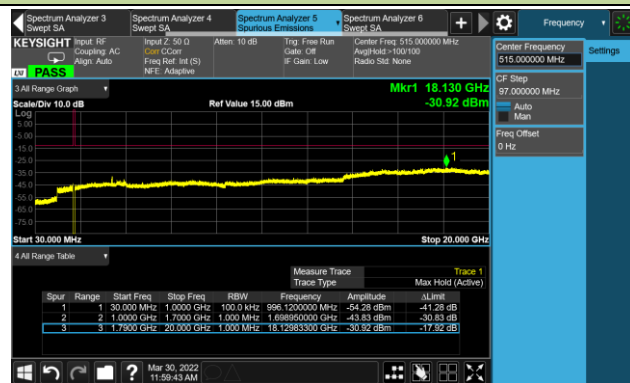 Spectrum Analyzer 3 Swept SA
Spectrum Analyzer 4 Swept SA
Spectrum Analyzer 5 Spurious Emissions
Spectrum Analyzer 6 Swept SA
Frequency
KEYSIGHT Input: RF Input Z: 50 Ω Atten: 10 dB Trig: Free Run Center Freq: 515.000000 MHz
Coupling: AC Corr CCorr Gate: Off Avg|Hold:>100/100
Align: Auto Freq Ref: Int (S) IF Gain: Low Radio Std: None
NFE: Adaptive
LXI PASS
Center Frequency
515.000000 MHz
Settings
CF Step
97.000000 MHz
Auto
Man
Freq Offset
0 Hz
3 All Range Graph
Mkr1 18.130 GHz
Scale/Div 10.0 dB Ref Value 15.00 dBm -30.92 dBm
Log
5.00
-5.00
-15.0
-25.0
-35.0
-45.0
-55.0
-65.0
-75.0
1
Start 30.000 MHz Stop 20.000 GHz
4 All Range Table
Measure Trace Trace 1
Trace Type Max Hold (Active)
Spur Range Start Freq Stop Freq RBW Frequency Amplitude ΔLimit
1 1 30.000 MHz 1.0000 GHz 100.0 kHz 996.1200000 MHz -54.28 dBm -41.28 dB
2 2 1.0000 GHz 1.7000 GHz 1.000 MHz 1.698950000 GHz -43.83 dBm -30.83 dB
3 3 1.7900 GHz 20.000 GHz 1.000 MHz 18.12983300 GHz -30.92 dBm -17.92 dB
Mar 30, 2022
11:59:43 AM